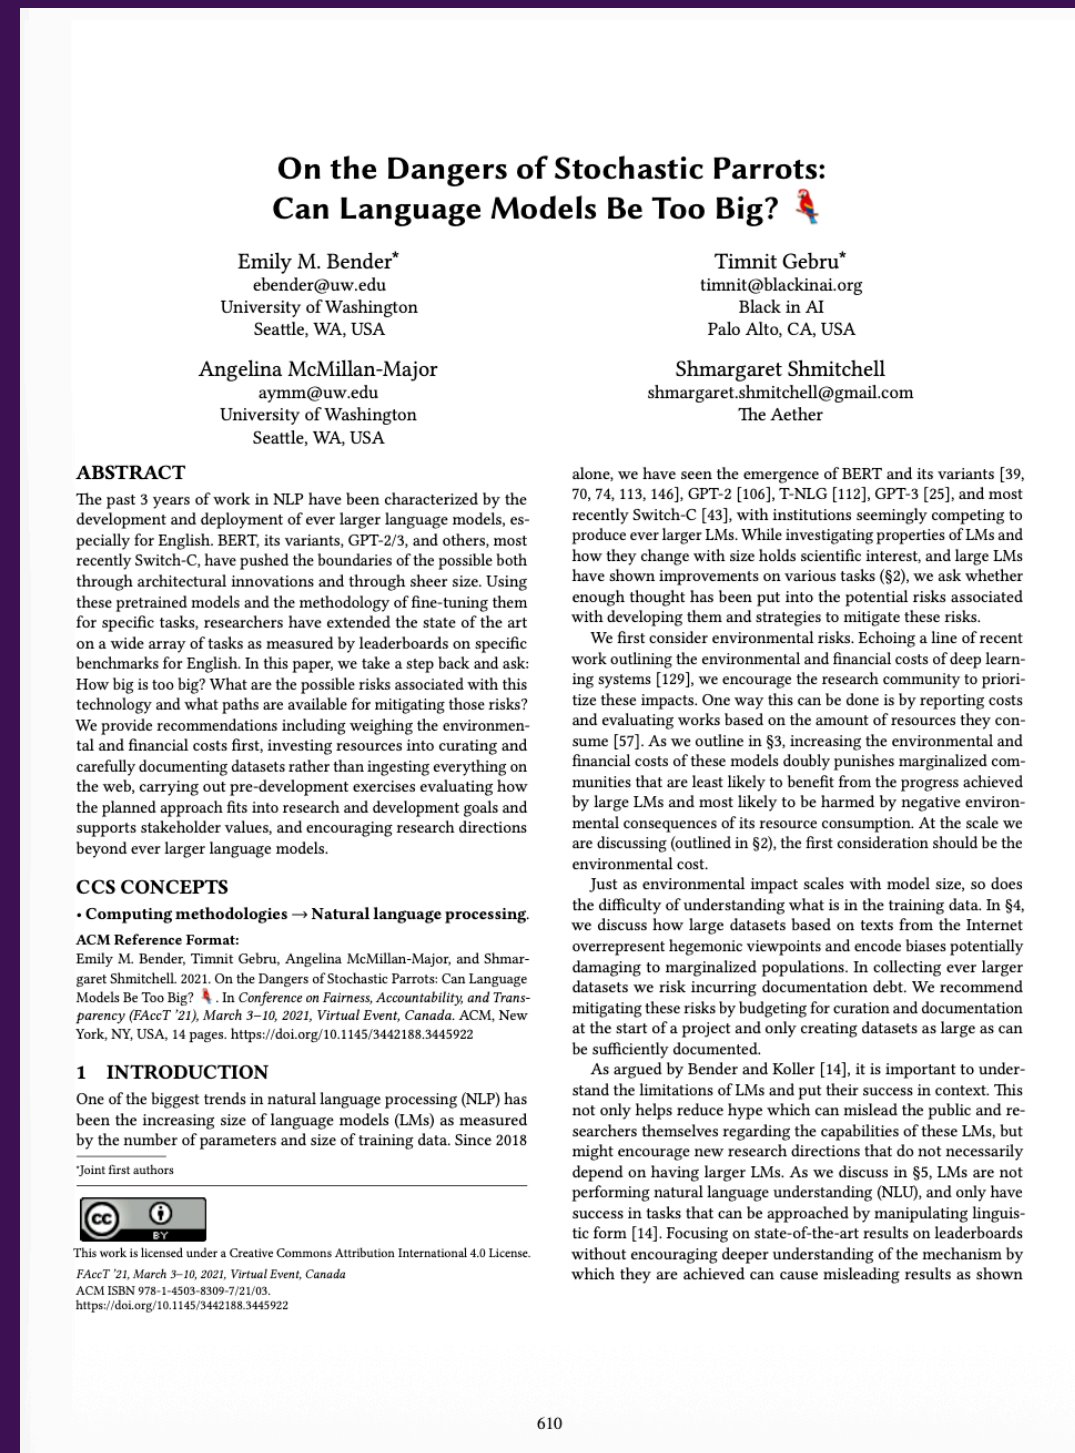 On the Dangers of Stochastic Parrots:
Can Language Models Be Too Big? 🦜
Emily M. Bender*
ebender@uw.edu
University of Washington
Seattle, WA, USA
Timnit Gebru*
timnit@blackinai.org
Black in AI
Palo Alto, CA, USA
Angelina McMillan-Major
aymm@uw.edu
University of Washington
Seattle, WA, USA
Shmargaret Shmitchell
shmargaret.shmitchell@gmail.com
The Aether
ABSTRACT
The past 3 years of work in NLP have been characterized by the
development and deployment of ever larger language models, es-
pecially for English. BERT, its variants, GPT-2/3, and others, most
recently Switch-C, have pushed the boundaries of the possible both
through architectural innovations and through sheer size. Using
these pretrained models and the methodology of fine-tuning them
for specific tasks, researchers have extended the state of the art
on a wide array of tasks as measured by leaderboards on specific
benchmarks for English. In this paper, we take a step back and ask:
How big is too big? What are the possible risks associated with this
technology and what paths are available for mitigating those risks?
We provide recommendations including weighing the environmen-
tal and financial costs first, investing resources into curating and
carefully documenting datasets rather than ingesting everything on
the web, carrying out pre-development exercises evaluating how
the planned approach fits into research and development goals and
supports stakeholder values, and encouraging research directions
beyond ever larger language models.
CCS CONCEPTS
• Computing methodologies → Natural language processing.
ACM Reference Format:
Emily M. Bender, Timnit Gebru, Angelina McMillan-Major, and Shmar-
garet Shmitchell. 2021. On the Dangers of Stochastic Parrots: Can Language
Models Be Too Big? 🦜. In Conference on Fairness, Accountability, and Trans-
parency (FAccT '21), March 3–10, 2021, Virtual Event, Canada. ACM, New
York, NY, USA, 14 pages. https://doi.org/10.1145/3442188.3445922
1 INTRODUCTION
One of the biggest trends in natural language processing (NLP) has
been the increasing size of language models (LMs) as measured
by the number of parameters and size of training data. Since 2018
*Joint first authors
cc
BY
This work is licensed under a Creative Commons Attribution International 4.0 License.
FAccT '21, March 3–10, 2021, Virtual Event, Canada
ACM ISBN 978-1-4503-8309-7/21/03.
https://doi.org/10.1145/3442188.3445922
alone, we have seen the emergence of BERT and its variants [39,
70, 74, 113, 146], GPT-2 [106], T-NLG [112], GPT-3 [25], and most
recently Switch-C [43], with institutions seemingly competing to
produce ever larger LMs. While investigating properties of LMs and
how they change with size holds scientific interest, and large LMs
have shown improvements on various tasks (§2), we ask whether
enough thought has been put into the potential risks associated
with developing them and strategies to mitigate these risks.
We first consider environmental risks. Echoing a line of recent
work outlining the environmental and financial costs of deep learn-
ing systems [129], we encourage the research community to priori-
tize these impacts. One way this can be done is by reporting costs
and evaluating works based on the amount of resources they con-
sume [57]. As we outline in §3, increasing the environmental and
financial costs of these models doubly punishes marginalized com-
munities that are least likely to benefit from the progress achieved
by large LMs and most likely to be harmed by negative environ-
mental consequences of its resource consumption. At the scale we
are discussing (outlined in §2), the first consideration should be the
environmental cost.
Just as environmental impact scales with model size, so does
the difficulty of understanding what is in the training data. In §4,
we discuss how large datasets based on texts from the Internet
overrepresent hegemonic viewpoints and encode biases potentially
damaging to marginalized populations. In collecting ever larger
datasets we risk incurring documentation debt. We recommend
mitigating these risks by budgeting for curation and documentation
at the start of a project and only creating datasets as large as can
be sufficiently documented.
As argued by Bender and Koller [14], it is important to under-
stand the limitations of LMs and put their success in context. This
not only helps reduce hype which can mislead the public and re-
searchers themselves regarding the capabilities of these LMs, but
might encourage new research directions that do not necessarily
depend on having larger LMs. As we discuss in §5, LMs are not
performing natural language understanding (NLU), and only have
success in tasks that can be approached by manipulating linguis-
tic form [14]. Focusing on state-of-the-art results on leaderboards
without encouraging deeper understanding of the mechanism by
which they are achieved can cause misleading results as shown
610